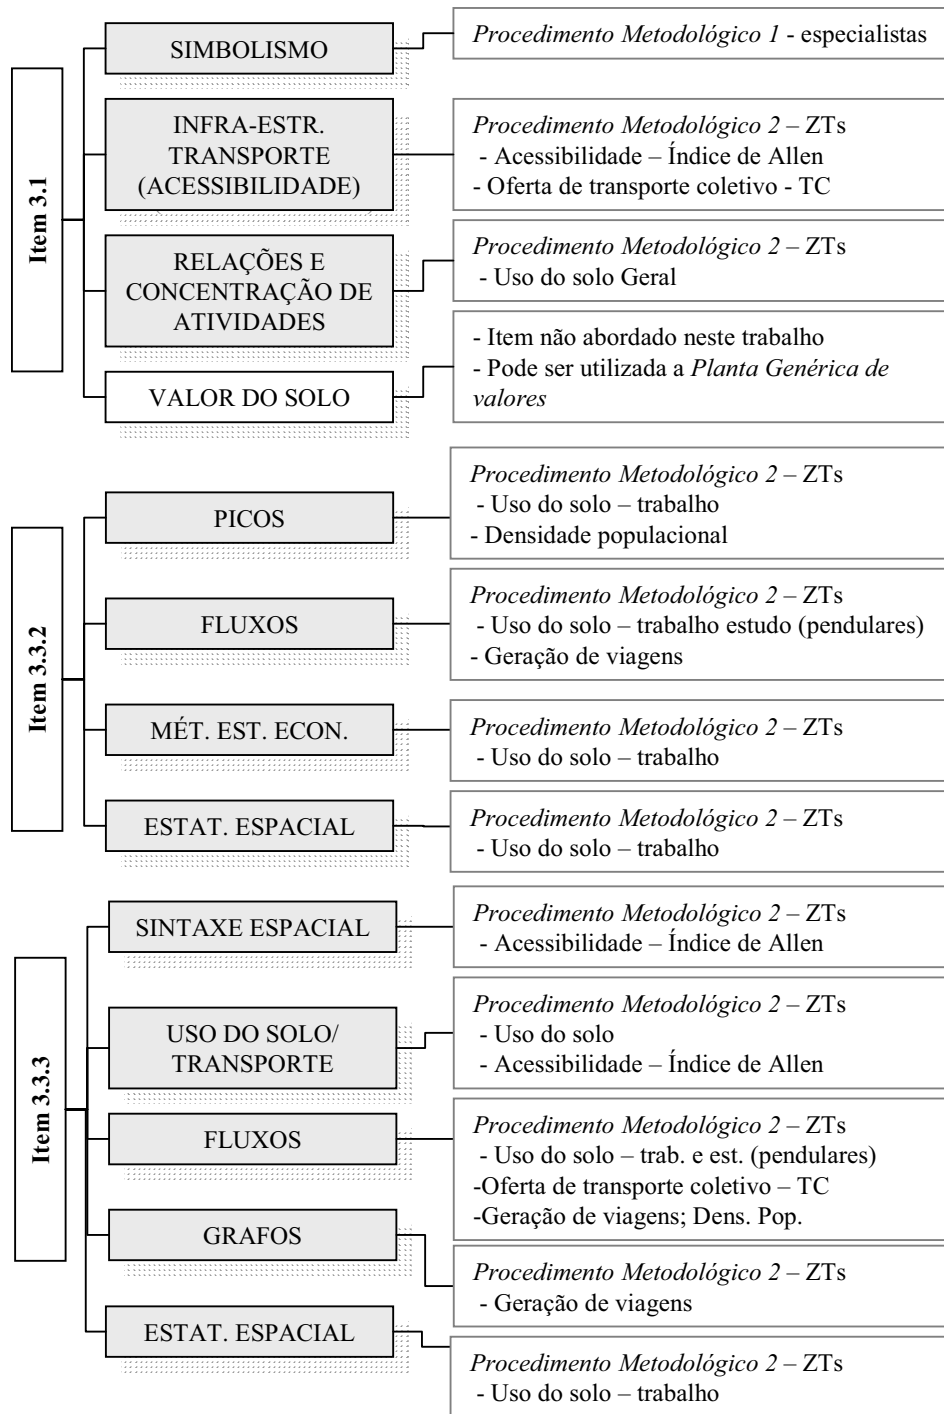 Item 3.1
SIMBOLISMO
Procedimento Metodológico 1 - especialistas
INFRA-ESTR.
TRANSPORTE
(ACESSIBILIDADE)
Procedimento Metodológico 2 – ZTs
- Acessibilidade – Índice de Allen
- Oferta de transporte coletivo - TC
RELAÇÕES E
CONCENTRAÇÃO DE
ATIVIDADES
Procedimento Metodológico 2 – ZTs
- Uso do solo Geral
VALOR DO SOLO
- Item não abordado neste trabalho
- Pode ser utilizada a Planta Genérica de
valores
Item 3.3.2
PICOS
Procedimento Metodológico 2 – ZTs
- Uso do solo – trabalho
- Densidade populacional
FLUXOS
Procedimento Metodológico 2 – ZTs
- Uso do solo – trabalho estudo (pendulares)
- Geração de viagens
MÉT. EST. ECON.
Procedimento Metodológico 2 – ZTs
- Uso do solo – trabalho
ESTAT. ESPACIAL
Procedimento Metodológico 2 – ZTs
- Uso do solo – trabalho
Item 3.3.3
SINTAXE ESPACIAL
Procedimento Metodológico 2 – ZTs
- Acessibilidade – Índice de Allen
USO DO SOLO/
TRANSPORTE
Procedimento Metodológico 2 – ZTs
- Uso do solo
- Acessibilidade – Índice de Allen
FLUXOS
Procedimento Metodológico 2 – ZTs
- Uso do solo – trab. e est. (pendulares)
-Oferta de transporte coletivo – TC
-Geração de viagens; Dens. Pop.
GRAFOS
Procedimento Metodológico 2 – ZTs
- Geração de viagens
ESTAT. ESPACIAL
Procedimento Metodológico 2 – ZTs
- Uso do solo – trabalho